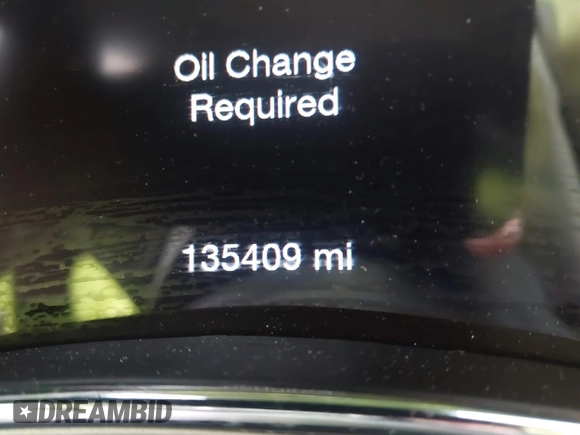 Oil Change
Required
135409 mi
DREAMBID